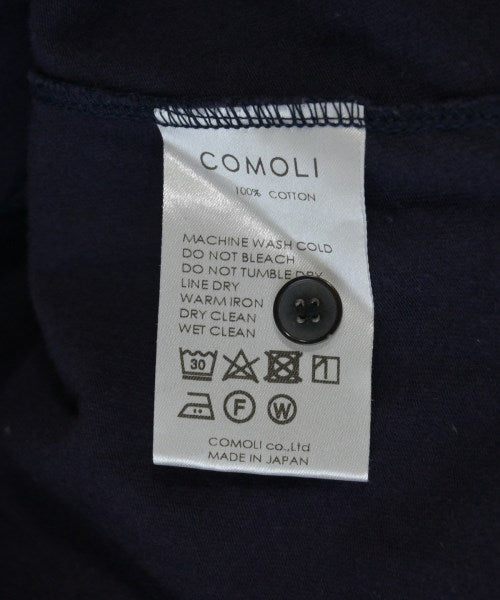 COMOLI
100% COTTON
MACHINE WASH COLD
DO NOT BLEACH
DO NOT TUMBLE DRY
LINE DRY
WARM IRON
DRY CLEAN
WET CLEAN
30
F W
COMOLI co.,Ltd
MADE IN JAPAN